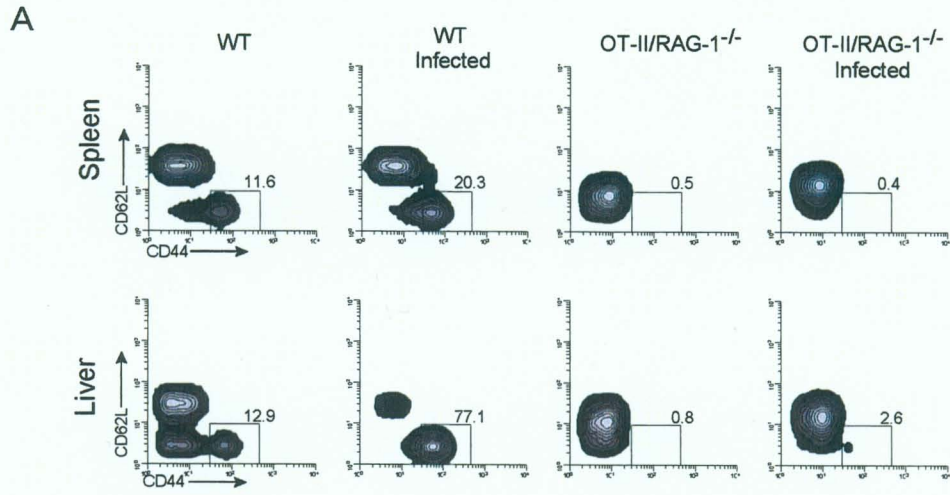 A
WT
WT
Infected
OT-II/RAG-1-/-
OT-II/RAG-1-/-
Infected
Spleen
CD62L
CD44
11.6
20.3
0.5
0.4
Liver
CD62L
CD44
12.9
77.1
0.8
2.6